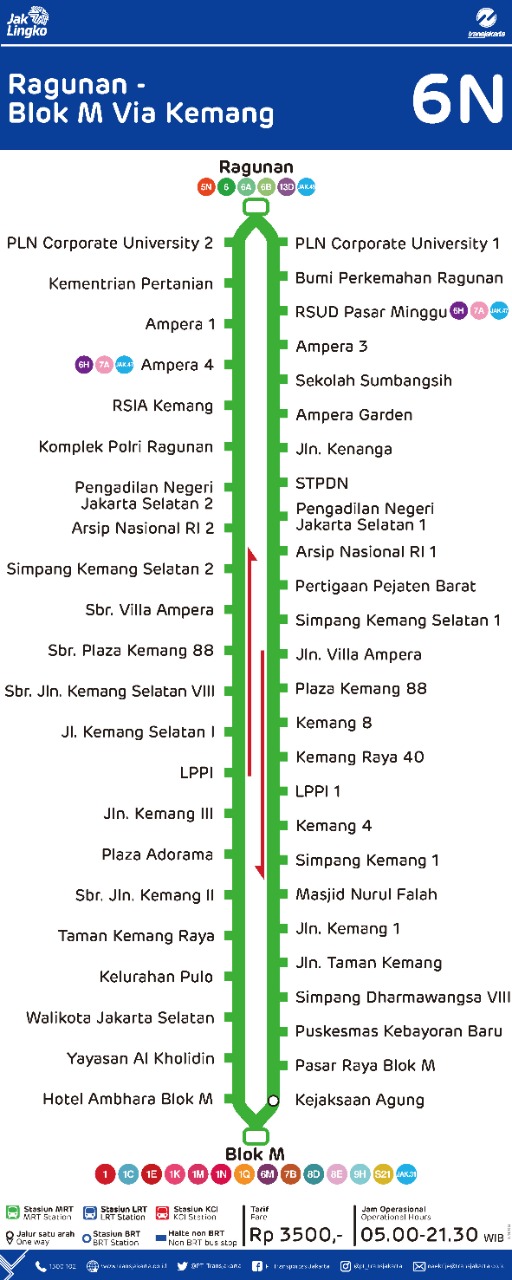 Jak
Lingko
transjakarta
Ragunan -
Blok M Via Kemang
6N
Ragunan
5N 6 6A 6B 13D
PLN Corporate University 2
Kementrian Pertanian
Ampera 1
6H 7A JAK.47 Ampera 4
RSIA Kemang
Komplek Polri Ragunan
Pengadilan Negeri
Jakarta Selatan 2
Arsip Nasional RI 2
Simpang Kemang Selatan 2
Sbr. Villa Ampera
Sbr. Plaza Kemang 88
Sbr. Jln. Kemang Selatan VIII
Jl. Kemang Selatan I
LPPI
Jln. Kemang III
Plaza Adorama
Sbr. Jln. Kemang II
Taman Kemang Raya
Kelurahan Pulo
Walikota Jakarta Selatan
Yayasan Al Kholidin
Hotel Ambhara Blok M
PLN Corporate University 1
Bumi Perkemahan Ragunan
RSUD Pasar Minggu 6H 7A JAK.47
Ampera 3
Sekolah Sumbangsih
Ampera Garden
Jln. Kenanga
STPDN
Pengadilan Negeri
Jakarta Selatan 1
Arsip Nasional RI 1
Pertigaan Pejaten Barat
Simpang Kemang Selatan 1
Jln. Villa Ampera
Plaza Kemang 88
Kemang 8
Kemang Raya 40
LPPI 1
Kemang 4
Simpang Kemang 1
Masjid Nurul Falah
Jln. Kemang 1
Jln. Taman Kemang
Simpang Dharmawangsa VIII
Puskesmas Kebayoran Baru
Pasar Raya Blok M
Kejaksaan Agung
Blok M
1 1C 1E 1K 1M 1N 1Q 6M 7B 8D 8E 9H S21 JAK.31
Stasiun MRT
MRT Station
Stasiun LRT
LRT Station
Stasiun KCI
KCI Station
Jalur satu arah
One way
Stasiun BRT
BRT Station
Halte non BRT
Non BRT bus stop
Tarif
Fare
Rp 3500,-
Jam Operasional
Operational Hours
05.00-21.30 WIB
1500 102
www.transjakarta.co.id
PT Transjakarta
Transportasi Jakarta
@pt_transjakarta